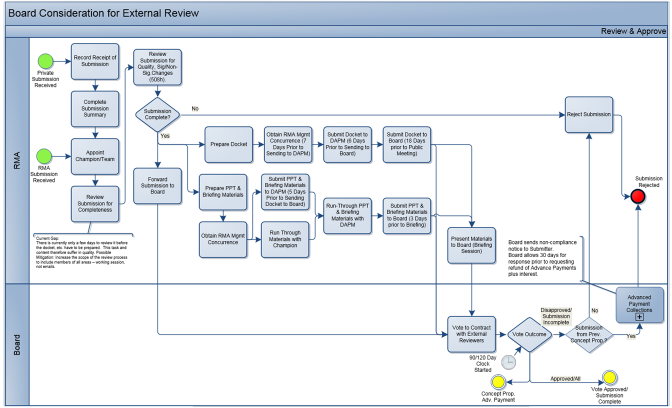 Board Consideration for External Review
Review & Approve
RMA
Private
Submission
Received
Record Receipt of
Submission
Complete
Submission
Summary
RMA
Submission
Received
Appoint
Champion/Team
Review
Submission for
Completeness
Current Gap:
There is currently only a few days to review it before
the docket, etc. have to be prepared. This task and
content therefore suffer in quality. Possible
Mitigation: Increase the scope of the review process
to include members of all areas – working session,
not emails.
Review
Submission for
Quality, Sig/Non-
Sig.Changes
(508h)
Submission
Complete?
No
Yes
Forward
Submission to
Board
Prepare Docket
Obtain RMA Mgmt
Concurrence (7
Days Prior to
Sending to DAPM)
Submit Docket to
DAPM (6 Days
Prior to Sending to
Board)
Submit Docket to
Board (18 Days
prior to Public
Meeting)
Prepare PPT &
Briefing Materials
Obtain RMA Mgmt
Concurrence
Submit PPT &
Briefing Materials
to DAPM (5 Days
Prior to Sending
Docket to Board)
Run Through
Materials with
Champion
Run-Through PPT
& Briefing
Materials with
DAPM
Submit PPT &
Briefing Materials
to Board (3 Days
prior to Briefing)
Present Materials
to Board (Briefing
Session)
Reject Submission
Submission
Rejected
Board sends non-compliance
notice to Submitter.
Board allows 30 days for
response prior to requesting
refund of Advance Payments
plus interest.
Advanced
Payment
Collections
Board
Vote to Contract
with External
Reviewers
90/120 Day
Clock
Started
Vote Outcome
Disapproved/
Submission
Incomplete
Submission
from Prev.
Concept Prop.?
No
Yes
Approved/All
Concept Prop.
Adv. Payment
Vote Approved/
Submission
Complete